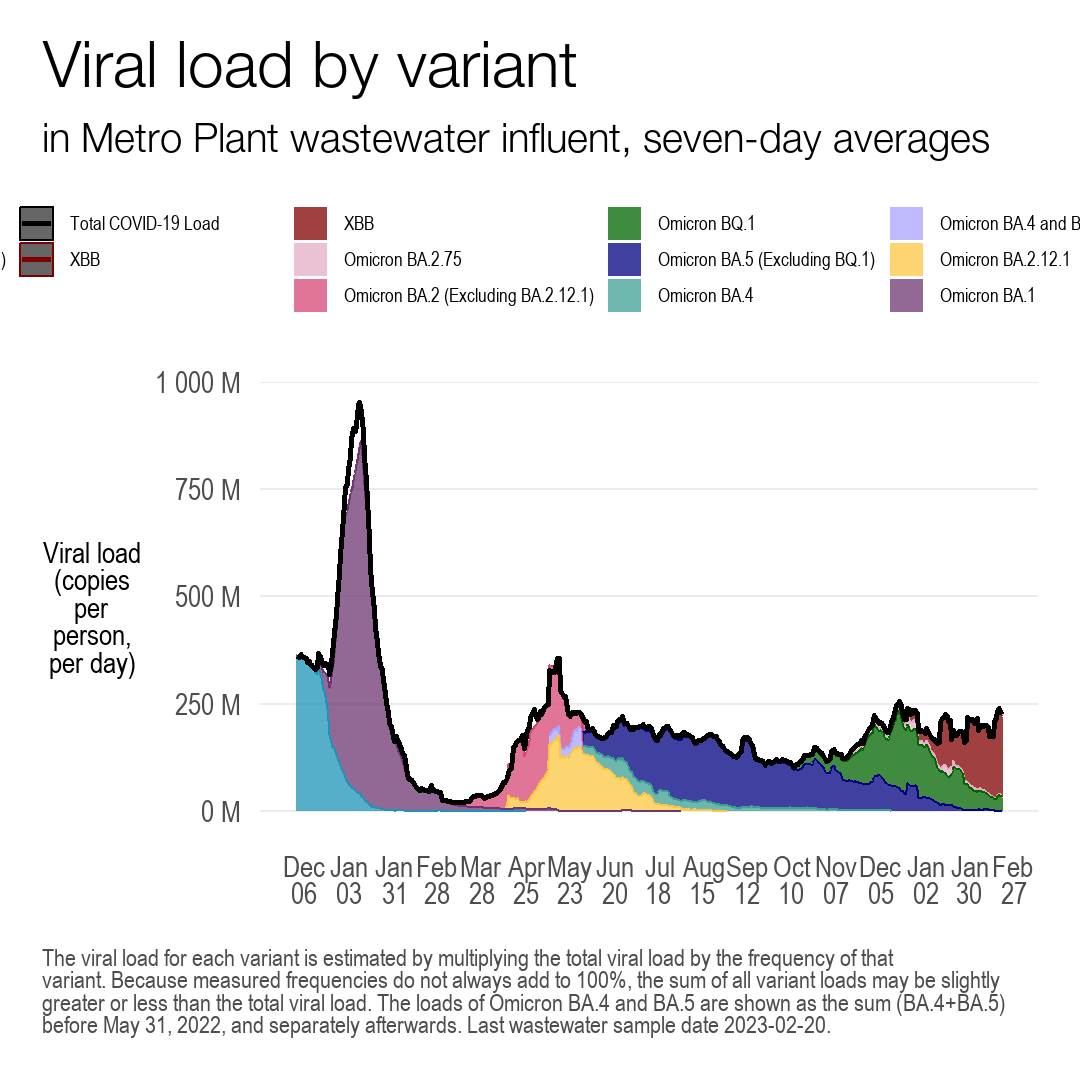 Viral load by variant
in Metro Plant wastewater influent, seven-day averages
Total COVID-19 Load
XBB
Omicron BQ.1
Omicron BA.4 and B
)
XBB
Omicron BA.2.75
Omicron BA.5 (Excluding BQ.1)
Omicron BA.2.12.1
Omicron BA.2 (Excluding BA.2.12.1)
Omicron BA.4
Omicron BA.1
1 000 M
750 M
500 M
250 M
0 M
Viral load
(copies
per
person,
per day)
Dec Jan Jan Feb Mar Apr May Jun Jul Aug Sep Oct Nov Dec Jan Jan Feb
06 03 31 28 28 25 23 20 18 15 12 10 07 05 02 30 27
The viral load for each variant is estimated by multiplying the total viral load by the frequency of that
variant. Because measured frequencies do not always add to 100%, the sum of all variant loads may be slightly
greater or less than the total viral load. The loads of Omicron BA.4 and BA.5 are shown as the sum (BA.4+BA.5)
before May 31, 2022, and separately afterwards. Last wastewater sample date 2023-02-20.